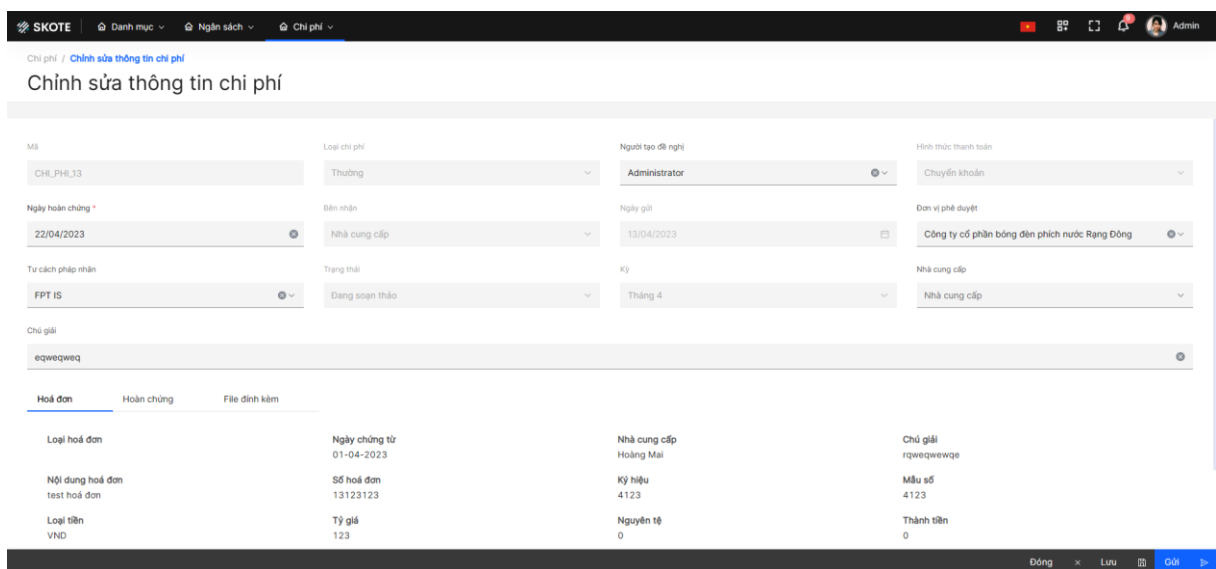 SKOTE Danh mục Ngân sách Chi phí Admin
Chi phí / Chỉnh sửa thông tin chi phí
Chỉnh sửa thông tin chi phí
Mã Loại chi phí Người tạo đề nghị Hình thức thanh toán
CHI_PHI_13 Thường Administrator Chuyển khoản
Ngày hoàn chứng * Bên nhận Ngày gửi Đơn vị phê duyệt
22/04/2023 Nhà cung cấp 13/04/2023 Công ty cổ phần bóng đèn phích nước Rạng Đông
Tư cách pháp nhân Trạng thái Kỳ Nhà cung cấp
FPT IS Đang soạn thảo Tháng 4 Nhà cung cấp
Chú giải
eqweqweq
Hoá đơn Hoàn chứng File đính kèm
Loại hoá đơn Ngày chứng từ Nhà cung cấp Chú giải
01-04-2023 Hoàng Mai rqweqwewqe
Nội dung hoá đơn Số hoá đơn Ký hiệu Mẫu số
test hoá đơn 13123123 4123 4123
Loại tiền Tỷ giá Nguyên tệ Thành tiền
VND 123 0 0
Đóng Lưu Gửi